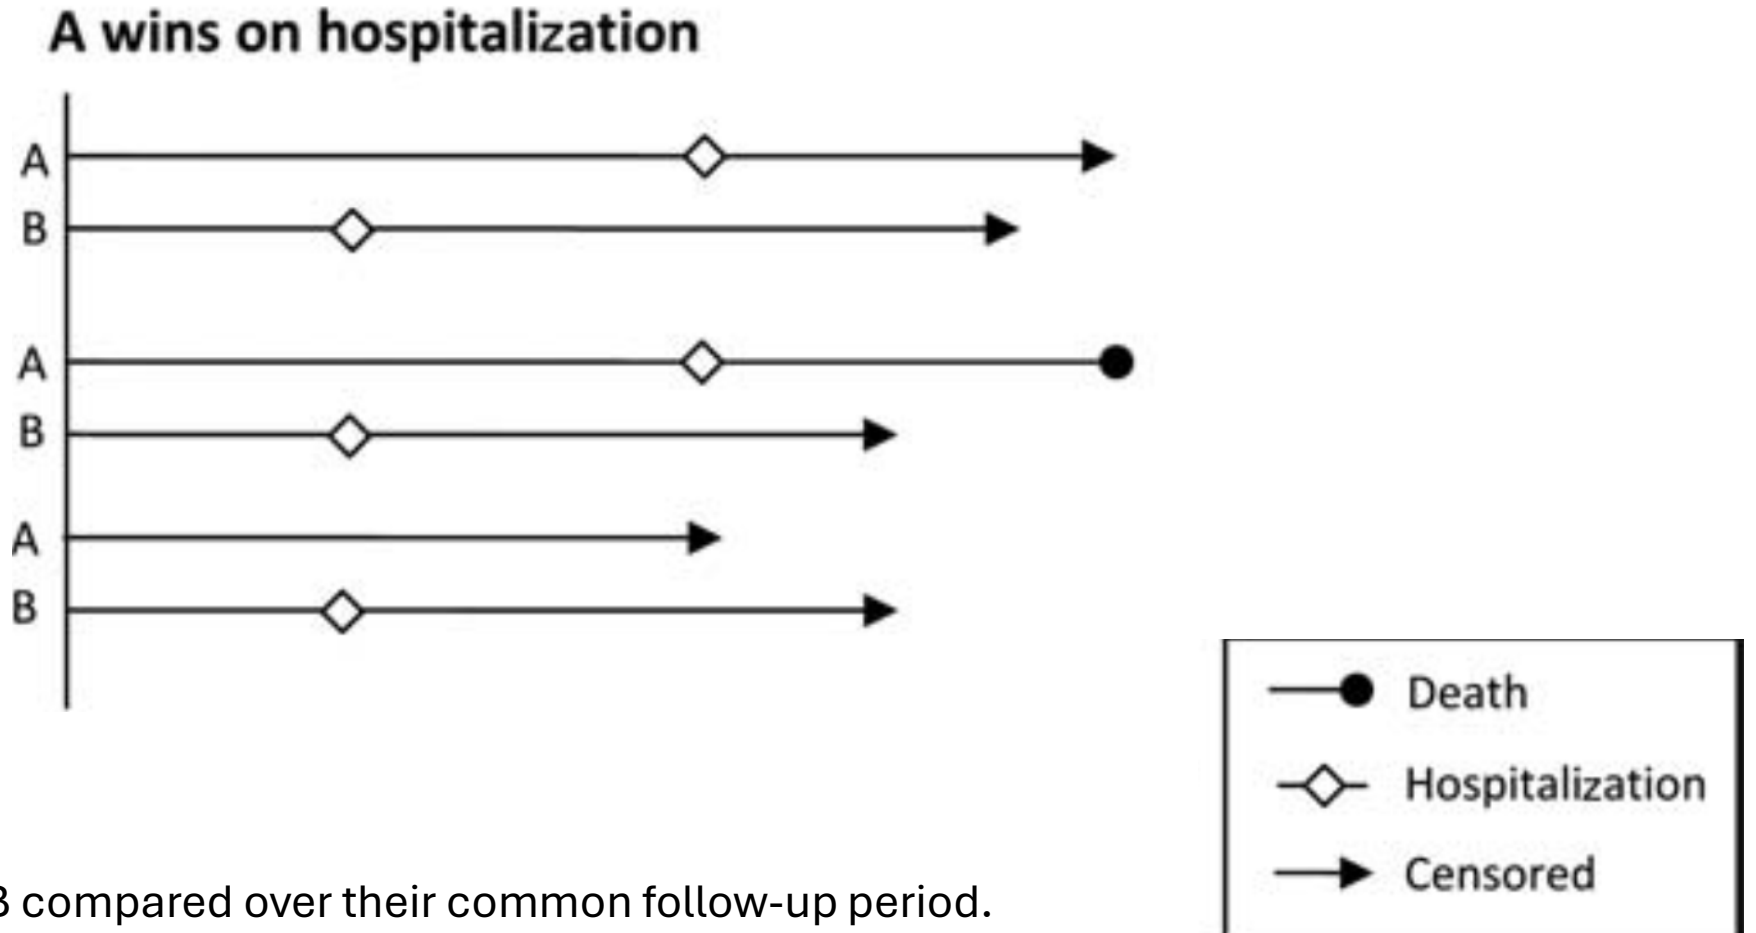 A wins on hospitalization
A
B
A
B
A
B
Death
Hospitalization
Censored
B compared over their common follow-up period.